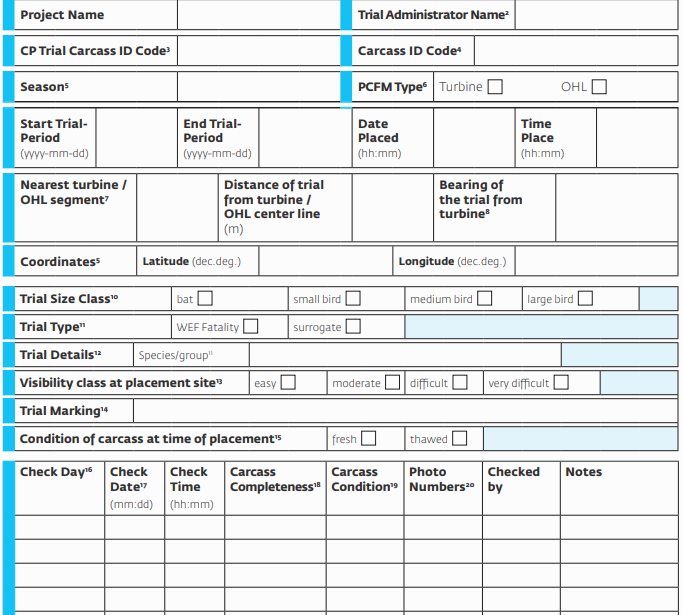 Project Name
Trial Administrator Name²
CP Trial Carcass ID Code³
Carcass ID Code⁴
Season⁵
PCFM Type⁶ Turbine OHL
Start Trial-
Period
(yyyy-mm-dd)
End Trial-
Period
(yyyy-mm-dd)
Date
Placed
(hh:mm)
Time
Place
(hh:mm)
Nearest turbine /
OHL segment⁷
Distance of trial
from turbine /
OHL center line
(m)
Bearing of
the trial from
turbine⁸
Coordinates⁵ Latitude (dec.deg.) Longitude (dec.deg.)
Trial Size Class¹⁰ bat small bird medium bird large bird
Trial Type¹¹ WEF Fatality surrogate
Trial Details¹² Species/group¹¹
Visibility class at placement site¹³ easy moderate difficult very difficult
Trial Marking¹⁴
Condition of carcass at time of placement¹⁵ fresh thawed
Check Day¹⁶
Check
Date¹⁷
(mm:dd)
Check
Time
(hh:mm)
Carcass
Completeness¹⁸
Carcass
Condition¹⁹
Photo
Numbers²⁰
Checked
by
Notes